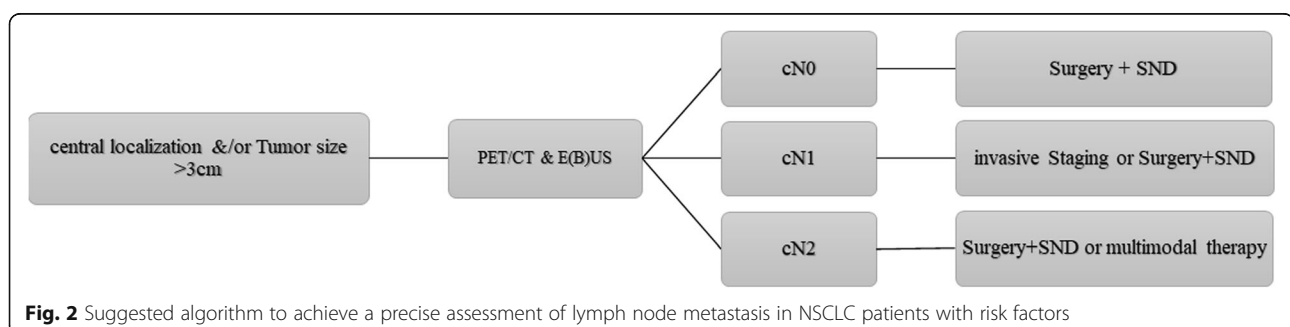 central localization &/or Tumor size
>3cm
PET/CT & E(B)US
cN0
Surgery + SND
cN1
invasive Staging or Surgery+SND
cN2
Surgery+SND or multimodal therapy
Fig. 2 Suggested algorithm to achieve a precise assessment of lymph node metastasis in NSCLC patients with risk factors